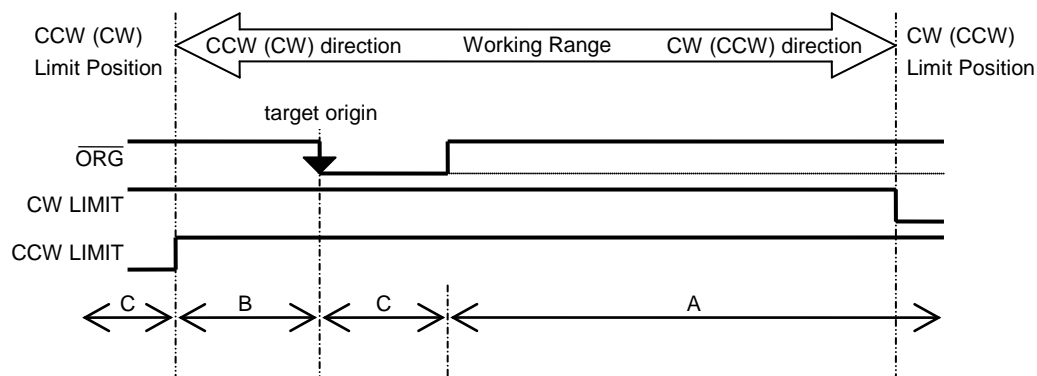 CCW (CW)
Limit Position
CCW (CW) direction
Working Range
CW (CCW) direction
CW (CCW)
Limit Position
target origin
ORG
CW LIMIT
CCW LIMIT
C
B
C
A